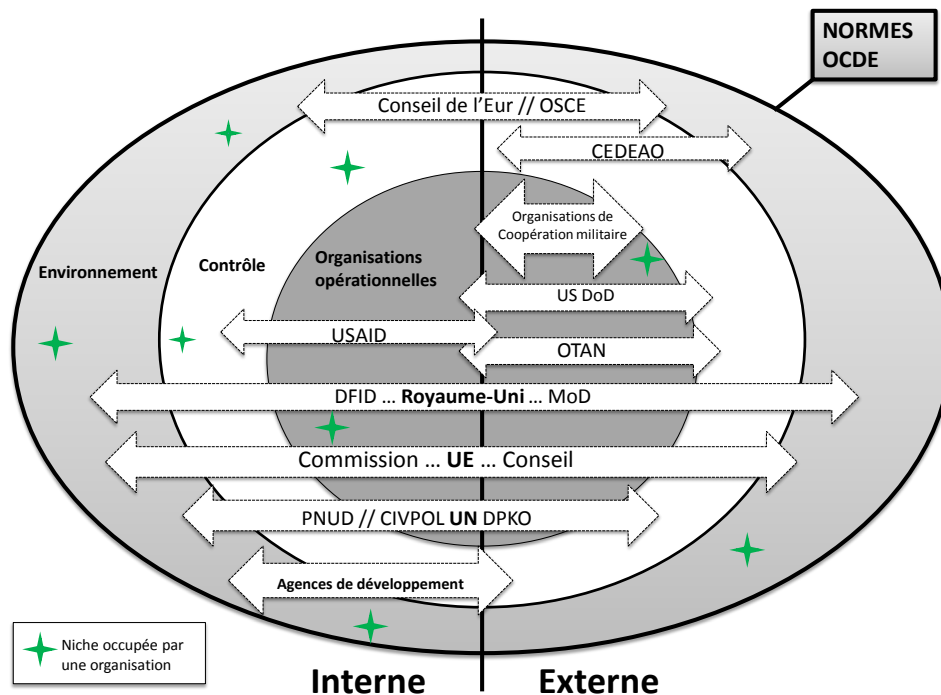 NORMES
OCDE
Conseil de l'Eur // OSCE
CEDEAO
Organisations de
Coopération militaire
Environnement
Contrôle
Organisations
opérationnelles
US DoD
USAID
OTAN
DFID ... Royaume-Uni ... MoD
Commission ... UE ... Conseil
PNUD // CIVPOL UN DPKO
Agences de développement
Niche occupée par
une organisation
Interne
Externe